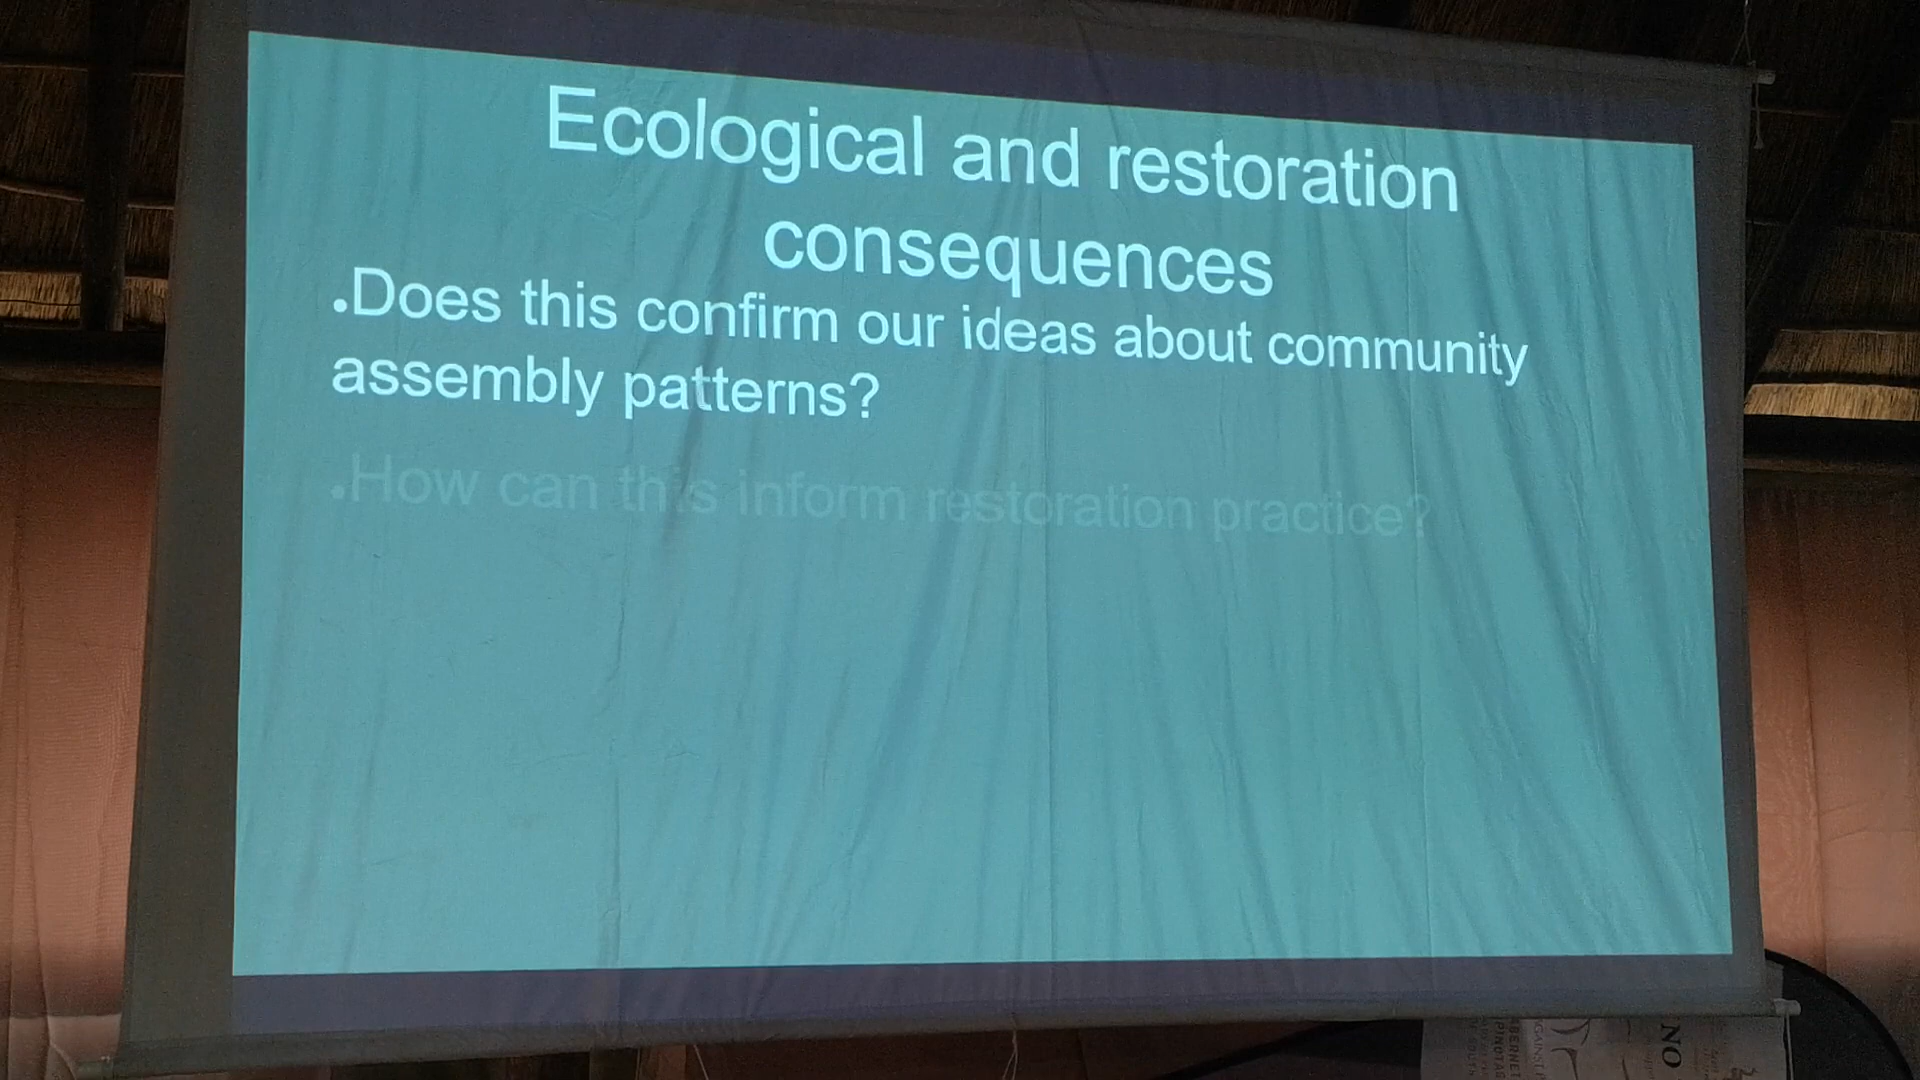 Ecological and restoration
consequences
.Does this confirm our ideas about community
assembly patterns?
.How can this inform restoration practice?
NO